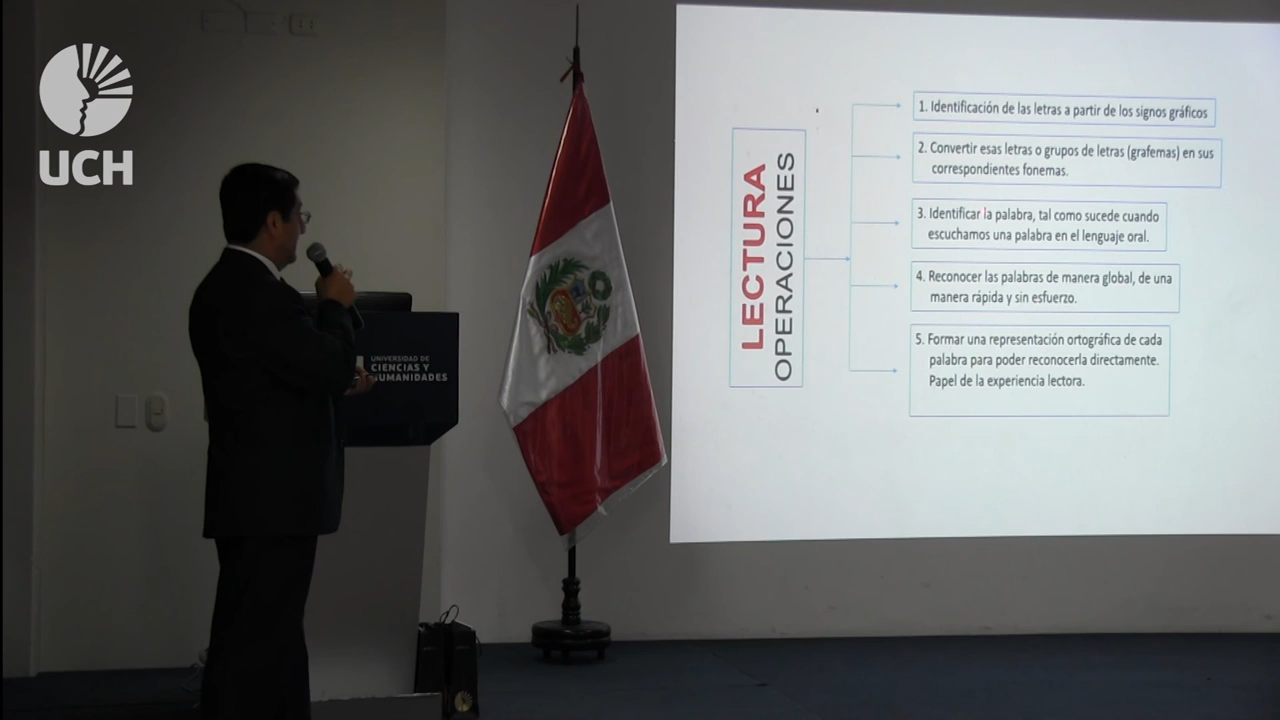 UCH
UNIVERSIDAD DE
CIENCIAS Y
HUMANIDADES
LECTURA
OPERACIONES
1. Identificación de las letras a partir de los signos gráficos
2. Convertir esas letras o grupos de letras (grafemas) en sus
correspondientes fonemas.
3. Identificar la palabra, tal como sucede cuando
escuchamos una palabra en el lenguaje oral.
4. Reconocer las palabras de manera global, de una
manera rápida y sin esfuerzo.
5. Formar una representación ortográfica de cada
palabra para poder reconocerla directamente.
Papel de la experiencia lectora.